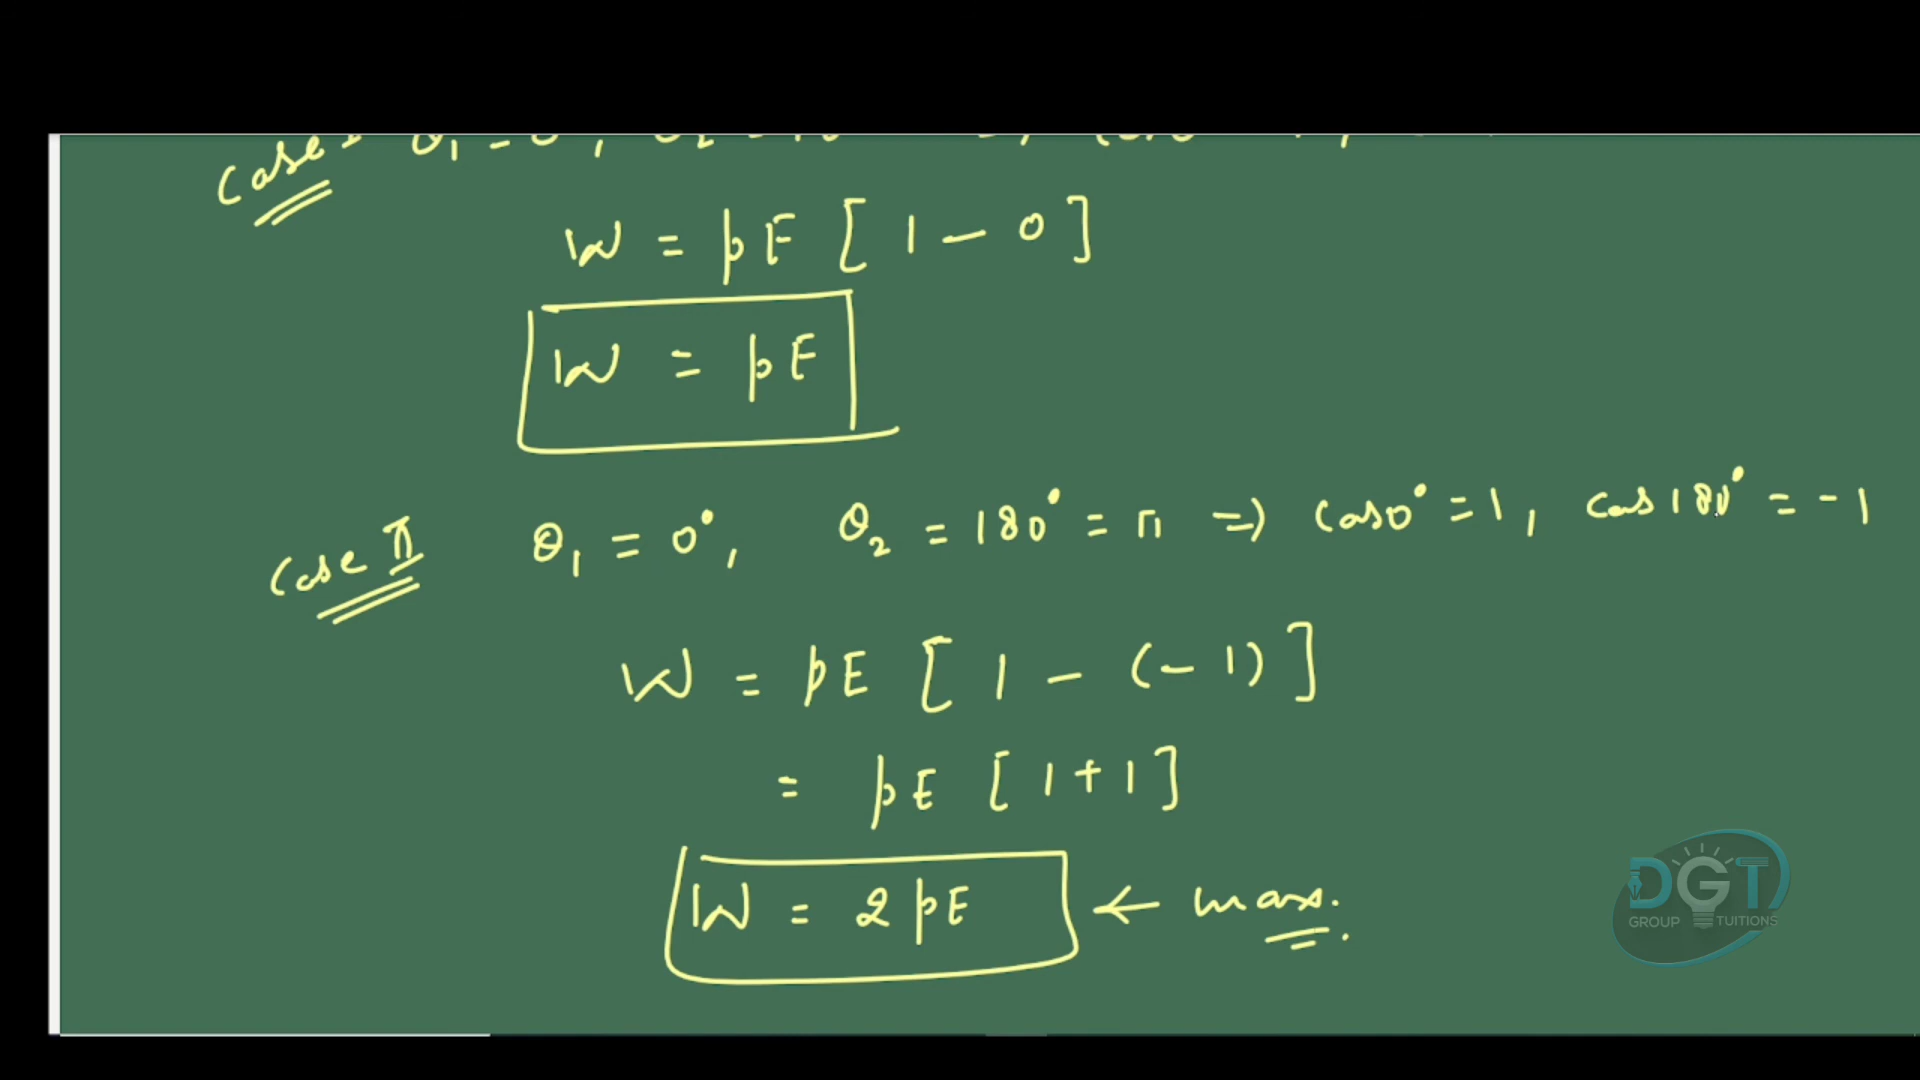 Case
W = pE [ 1 - 0 ]
W = pE
Case II θ₁ = 0°, θ₂ = 180° = π => cos0° = 1, cos180° = -1
W = pE [ 1 - (-1) ]
= pE [ 1 + 1 ]
W = 2pE ← max.
DGT
GROUP TUITIONS